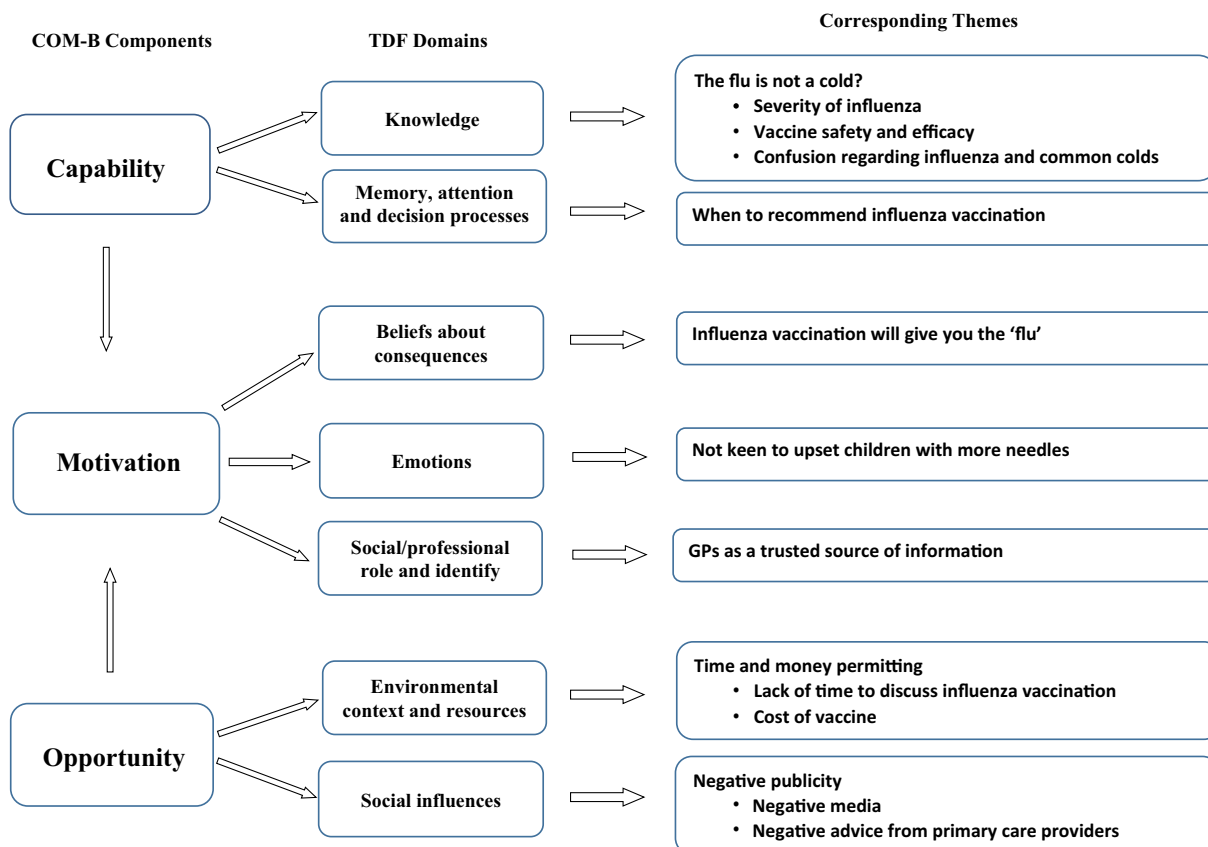 COM-B Components
TDF Domains
Corresponding Themes
Capability
Knowledge
The flu is not a cold?
• Severity of influenza
• Vaccine safety and efficacy
• Confusion regarding influenza and common colds
Memory, attention
and decision processes
When to recommend influenza vaccination
Motivation
Beliefs about
consequences
Influenza vaccination will give you the ‘flu’
Emotions
Not keen to upset children with more needles
Social/professional
role and identify
GPs as a trusted source of information
Opportunity
Environmental
context and resources
Time and money permitting
• Lack of time to discuss influenza vaccination
• Cost of vaccine
Social influences
Negative publicity
• Negative media
• Negative advice from primary care providers